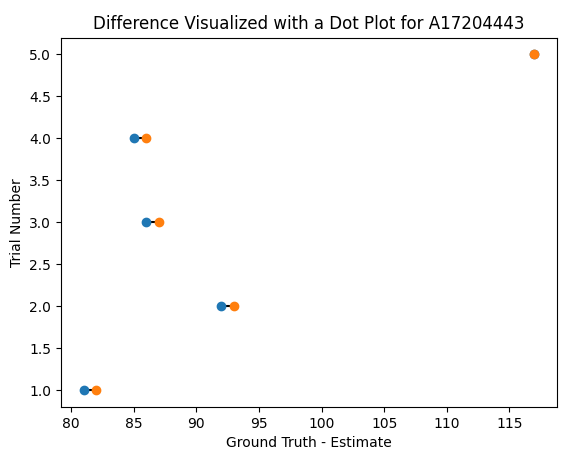 Difference Visualized with a Dot Plot for A17204443
5.0
4.5
4.0
3.5
3.0
2.5
2.0
1.5
1.0
Trial Number
80 85 90 95 100 105 110 115
Ground Truth - Estimate